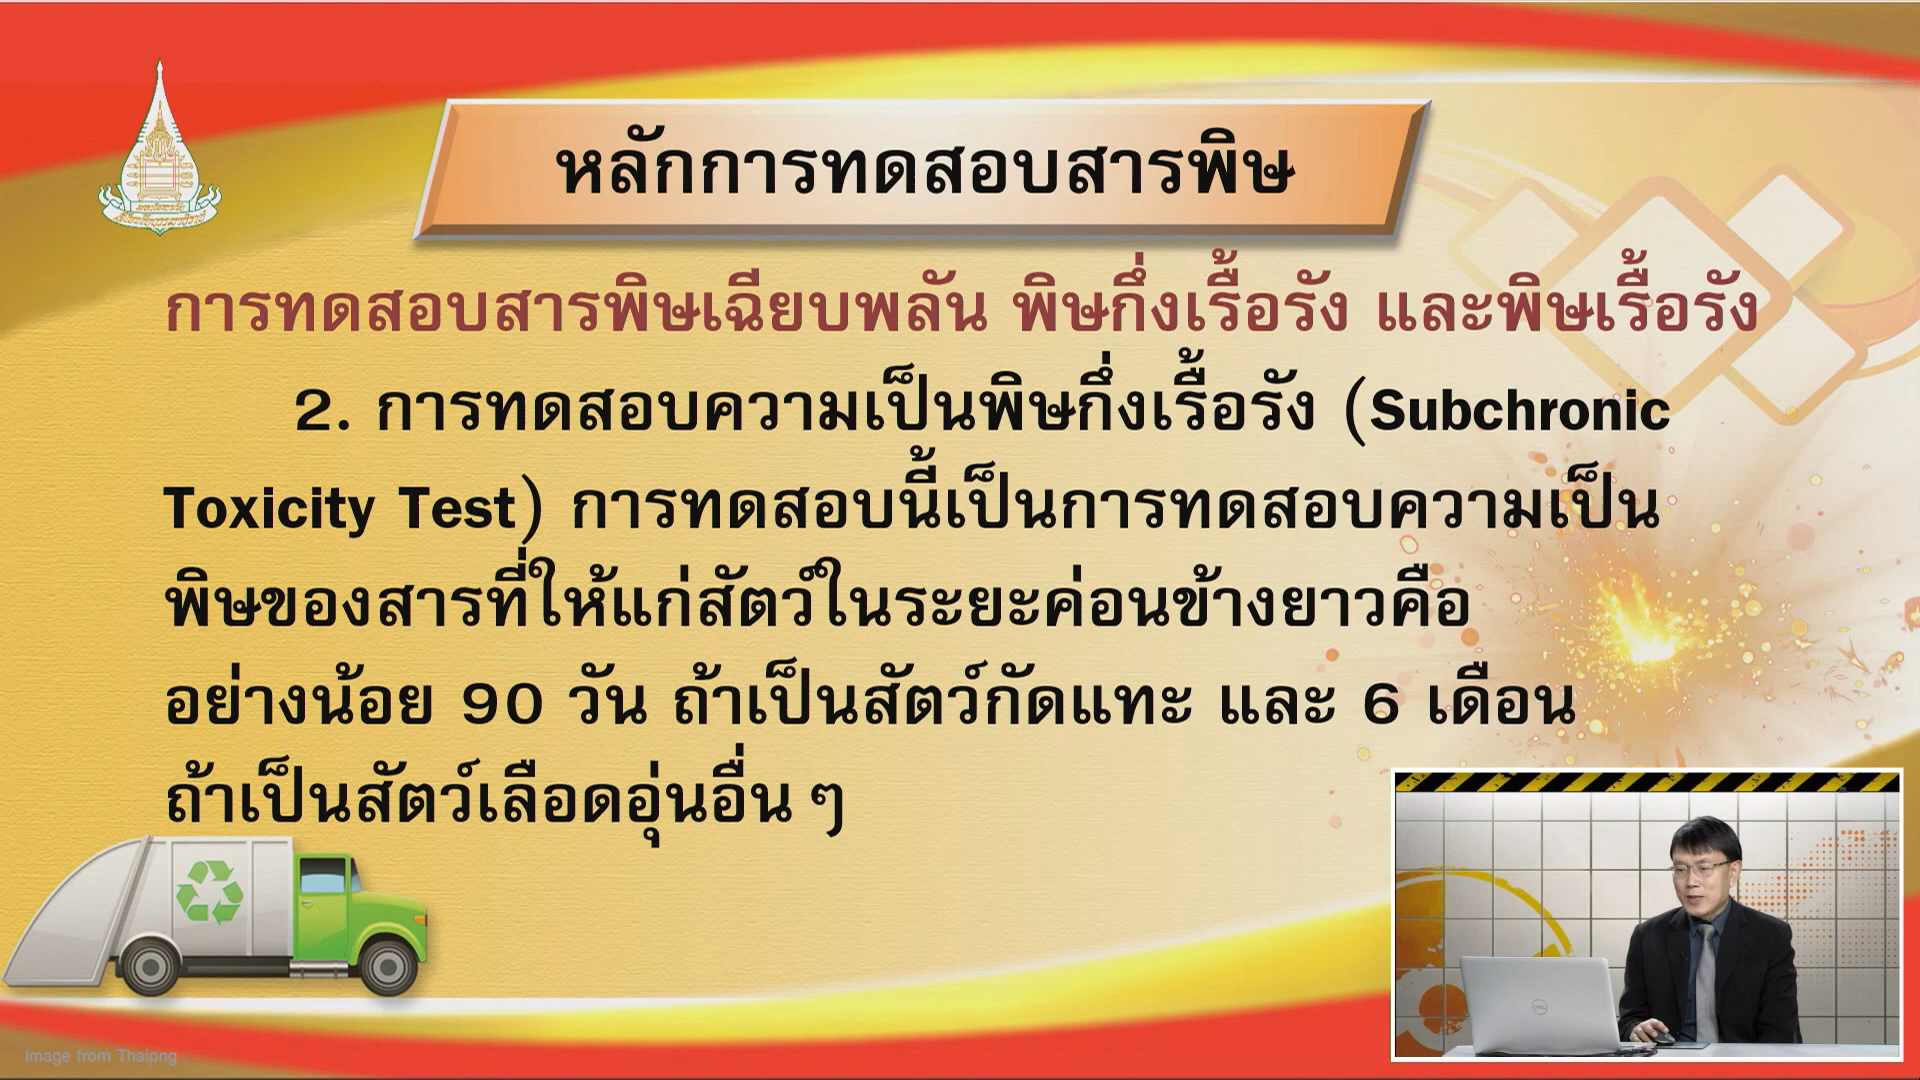 หลักการทดสอบสารพิษ
การทดสอบสารพิษเฉียบพลัน พิษกึ่งเรื้อรัง และพิษเรื้อรัง
2. การทดสอบความเป็นพิษกึ่งเรื้อรัง (Subchronic
Toxicity Test) การทดสอบนี้เป็นการทดสอบความเป็น
พิษของสารที่ให้แก่สัตว์ในระยะค่อนข้างยาวคือ
อย่างน้อย 90 วัน ถ้าเป็นสัตว์กัดแทะ และ 6 เดือน
ถ้าเป็นสัตว์เลือดอุ่นอื่น ๆ
Image from Thaipng